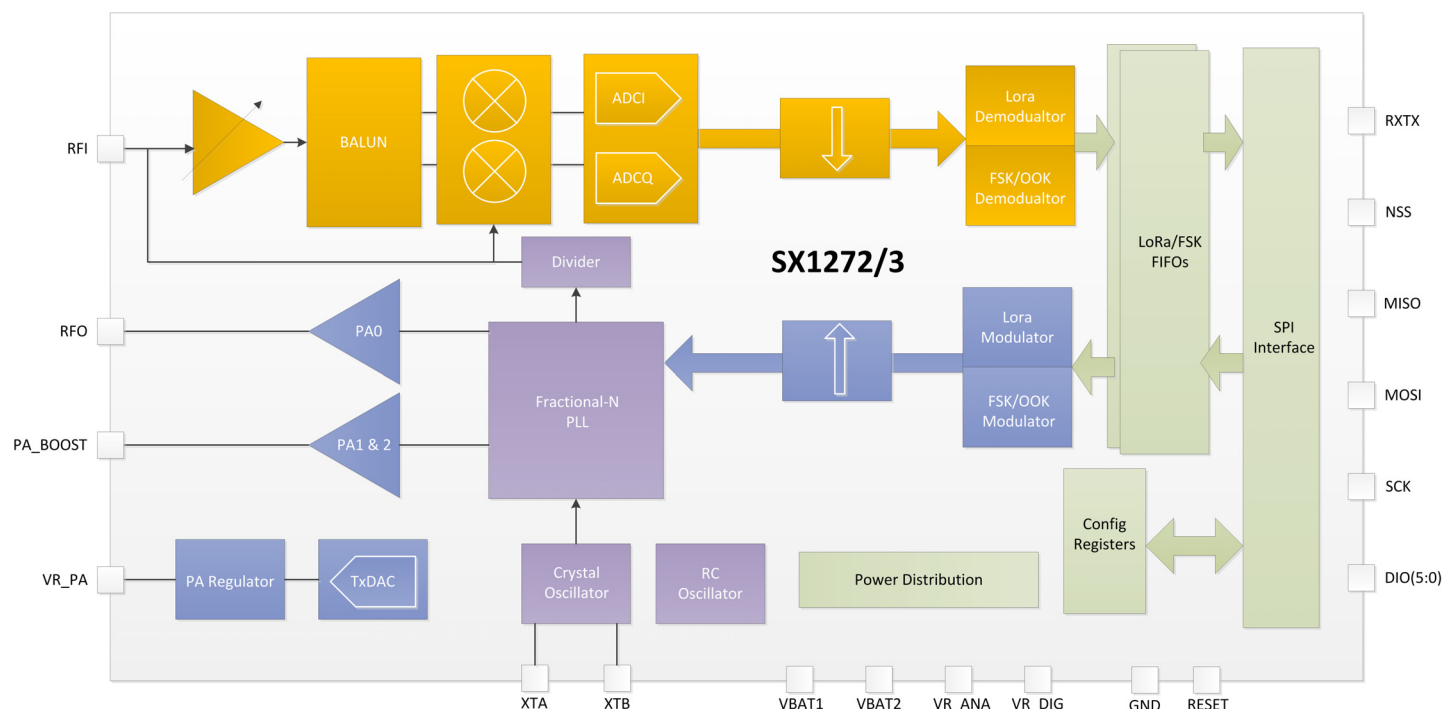 RFI
BALUN
ADCI
ADCQ
Lora
Demodualtor
FSK/OOK
Demodualtor
LoRa/FSK
FIFOs
SPI
Interface
RXTX
NSS
MISO
MOSI
SCK
DIO(5:0)
SX1272/3
Divider
RFO
PA0
Fractional-N
PLL
Lora
Modulator
FSK/OOK
Modulator
PA_BOOST
PA1 & 2
VR_PA
PA Regulator
TxDAC
Crystal
Oscillator
RC
Oscillator
Power Distribution
Config
Registers
XTA
XTB
VBAT1
VBAT2
VR_ANA
VR_DIG
GND
RESET